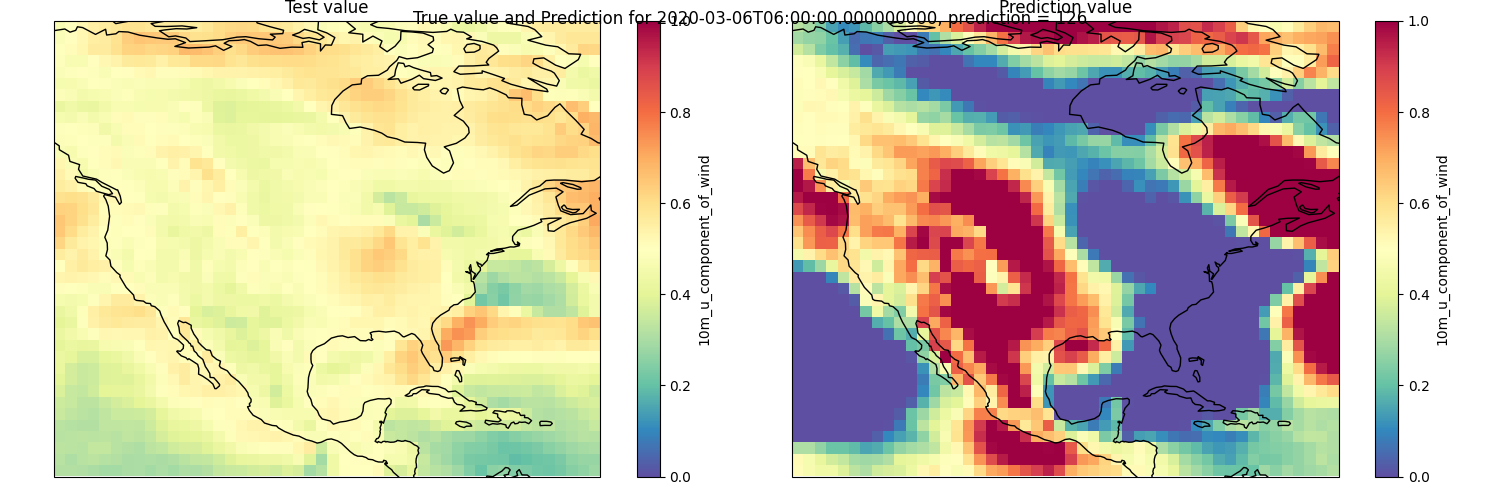 Test value
True value and Prediction for 2020-03-06T06:00:00.000000000, prediction = 126
Prediction value
1.0
0.8
0.6
0.4
0.2
0.0
10m_u_component_of_wind
1.0
0.8
0.6
0.4
0.2
0.0
10m_u_component_of_wind